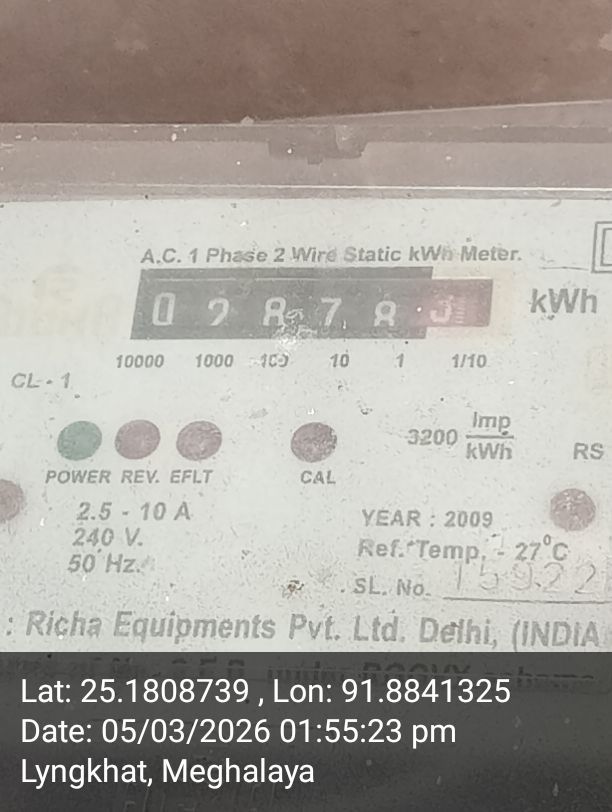 A.C. 1 Phase 2 Wire Static kWh Meter.
0 2 8 7 8
kWh
10000 1000 100 10 1 1/10
CL - 1
3200 Imp
kWh
RS
POWER REV. EFLT CAL
2.5 - 10 A
240 V.
50 Hz.
YEAR : 2009
Ref. Temp. - 27°C
SL. No. 15922
: Richa Equipments Pvt. Ltd. Delhi, (INDIA
Lat: 25.1808739 , Lon: 91.8841325
Date: 05/03/2026 01:55:23 pm
Lyngkhat, Meghalaya